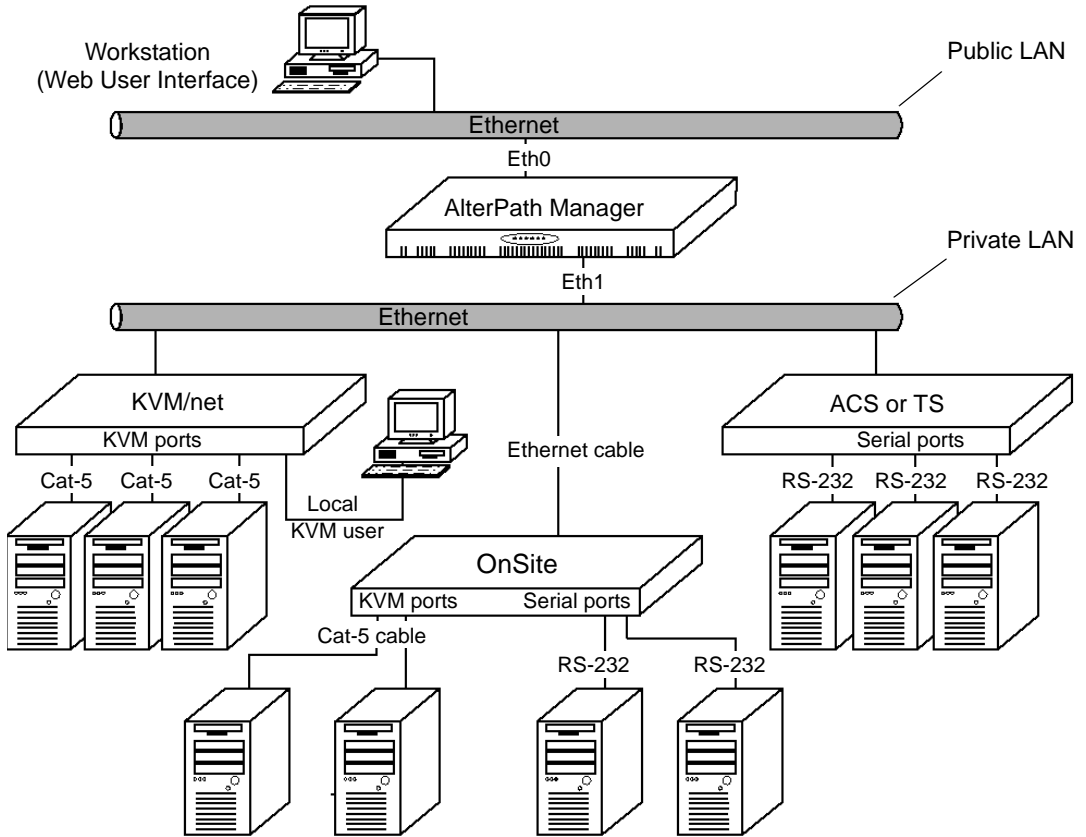 Workstation
(Web User Interface)
Public LAN
Ethernet
Eth0
AlterPath Manager
Private LAN
Eth1
Ethernet
KVM/net
KVM ports
ACS or TS
Serial ports
Ethernet cable
Cat-5 Cat-5 Cat-5
RS-232 RS-232 RS-232
Local
KVM user
OnSite
KVM ports Serial ports
Cat-5 cable
RS-232 RS-232